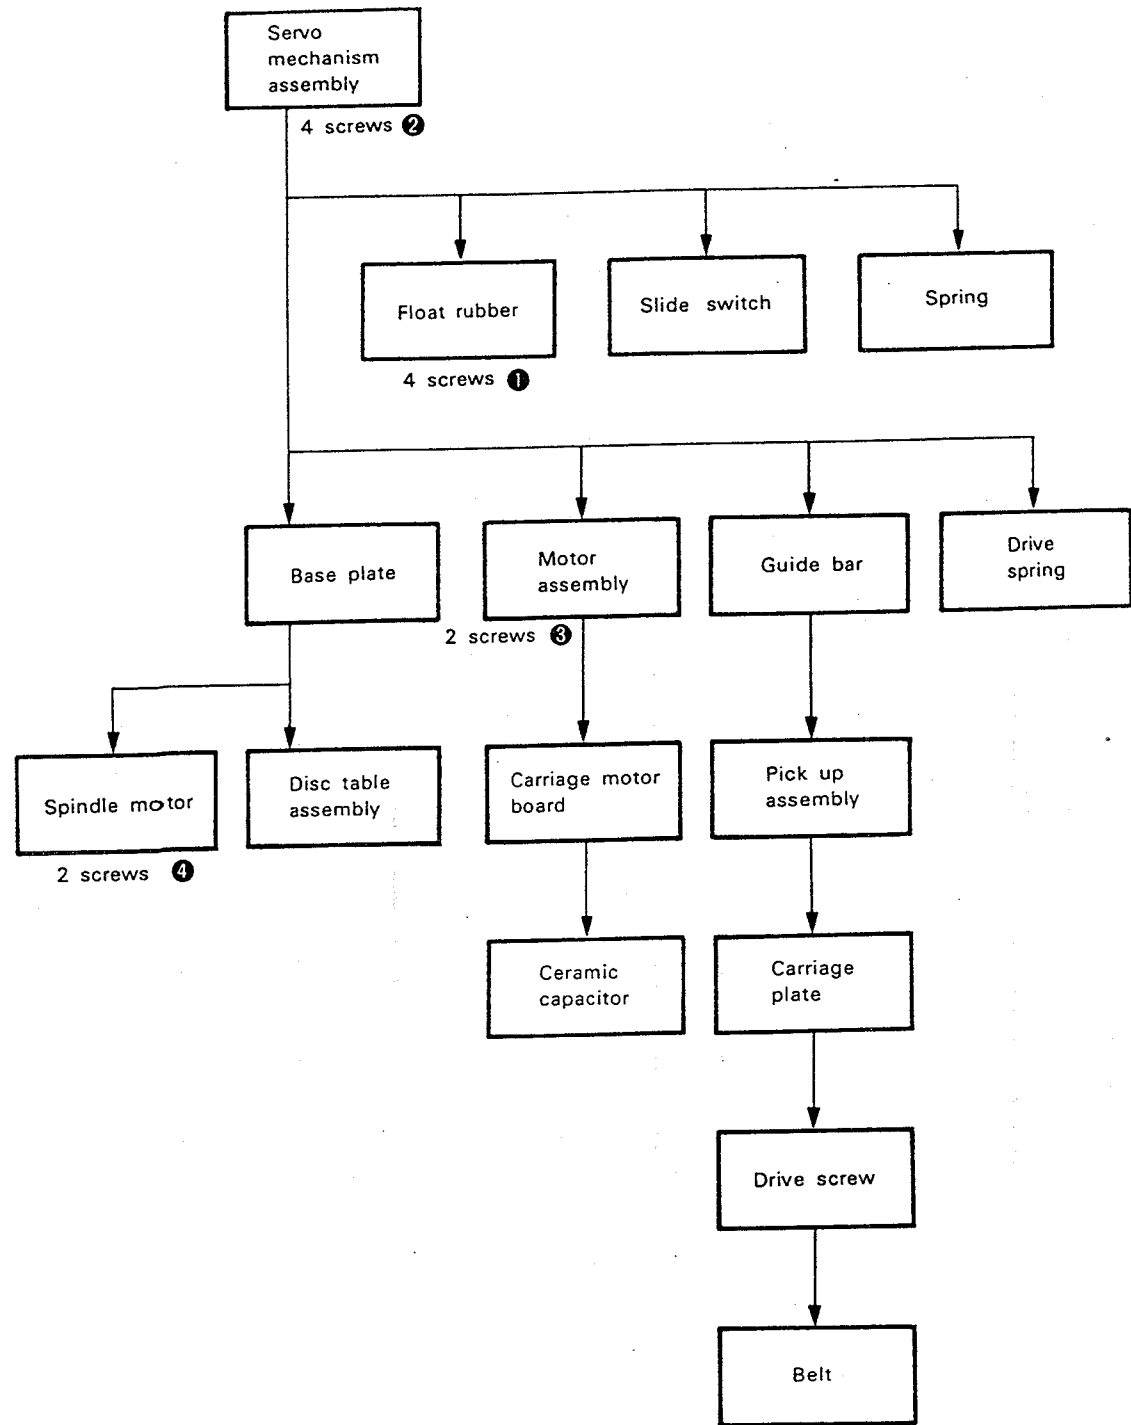 Servo
mechanism
assembly
4 screws ❷
Float rubber
Slide switch
Spring
4 screws ❶
Base plate
Motor
assembly
Guide bar
Drive
spring
2 screws ❸
Spindle motor
Disc table
assembly
Carriage motor
board
Pick up
assembly
2 screws ❹
Ceramic
capacitor
Carriage
plate
Drive screw
Belt